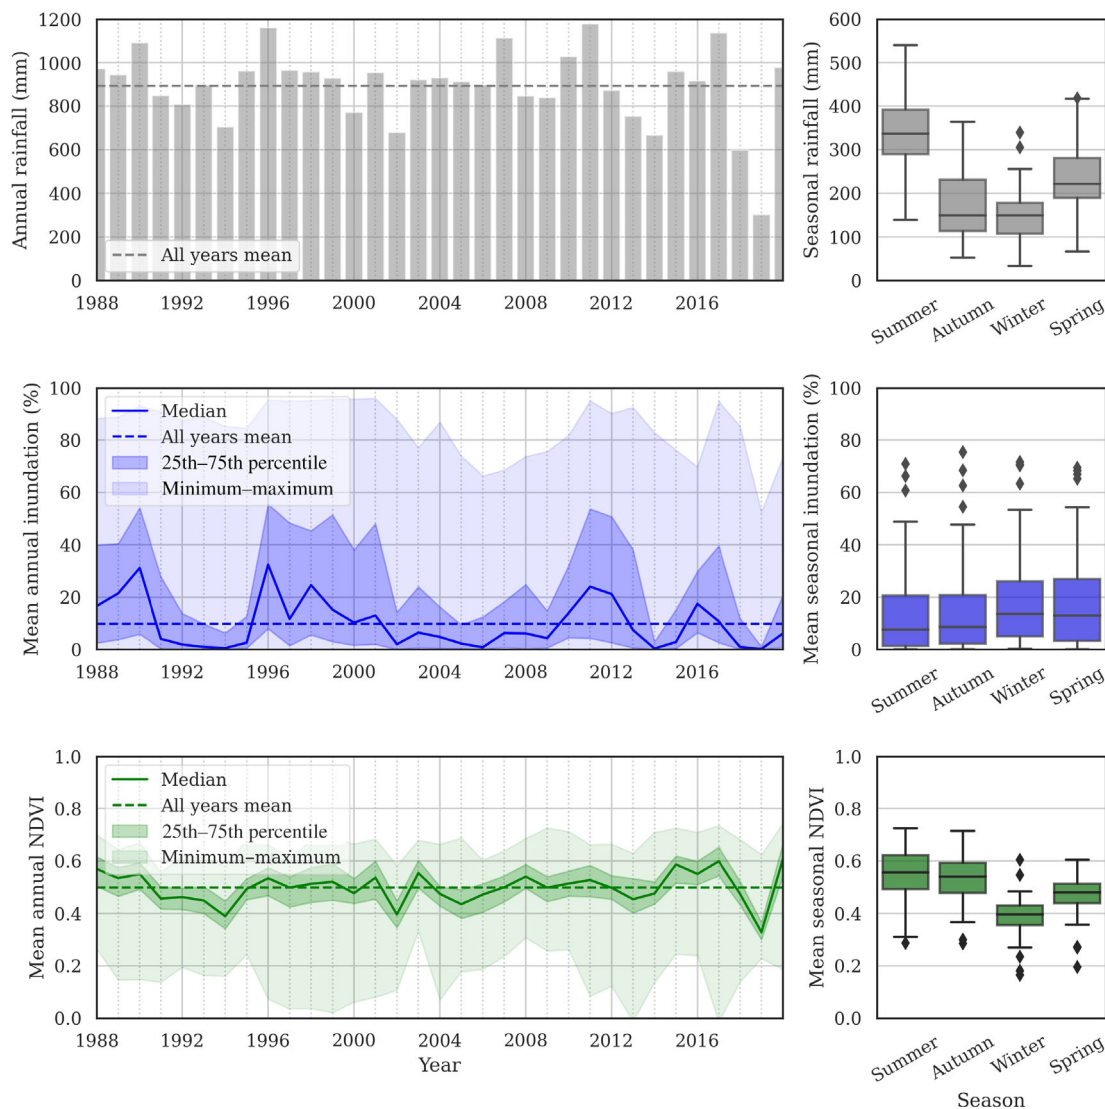 Annual rainfall (mm)
1200
1000
800
600
400
200
0
All years mean
1988
1992
1996
2000
2004
2008
2012
2016
Seasonal rainfall (mm)
600
500
400
300
200
100
0
Summer
Autumn
Winter
Spring
Mean annual inundation (%)
100
80
60
40
20
0
Median
All years mean
25th–75th percentile
Minimum–maximum
1988
1992
1996
2000
2004
2008
2012
2016
Mean seasonal inundation (%)
100
80
60
40
20
0
Summer
Autumn
Winter
Spring
Mean annual NDVI
1.0
0.8
0.6
0.4
0.2
0.0
Median
All years mean
25th–75th percentile
Minimum–maximum
1988
1992
1996
2000
2004
2008
2012
2016
Year
Mean seasonal NDVI
1.0
0.8
0.6
0.4
0.2
0.0
Summer
Autumn
Winter
Spring
Season